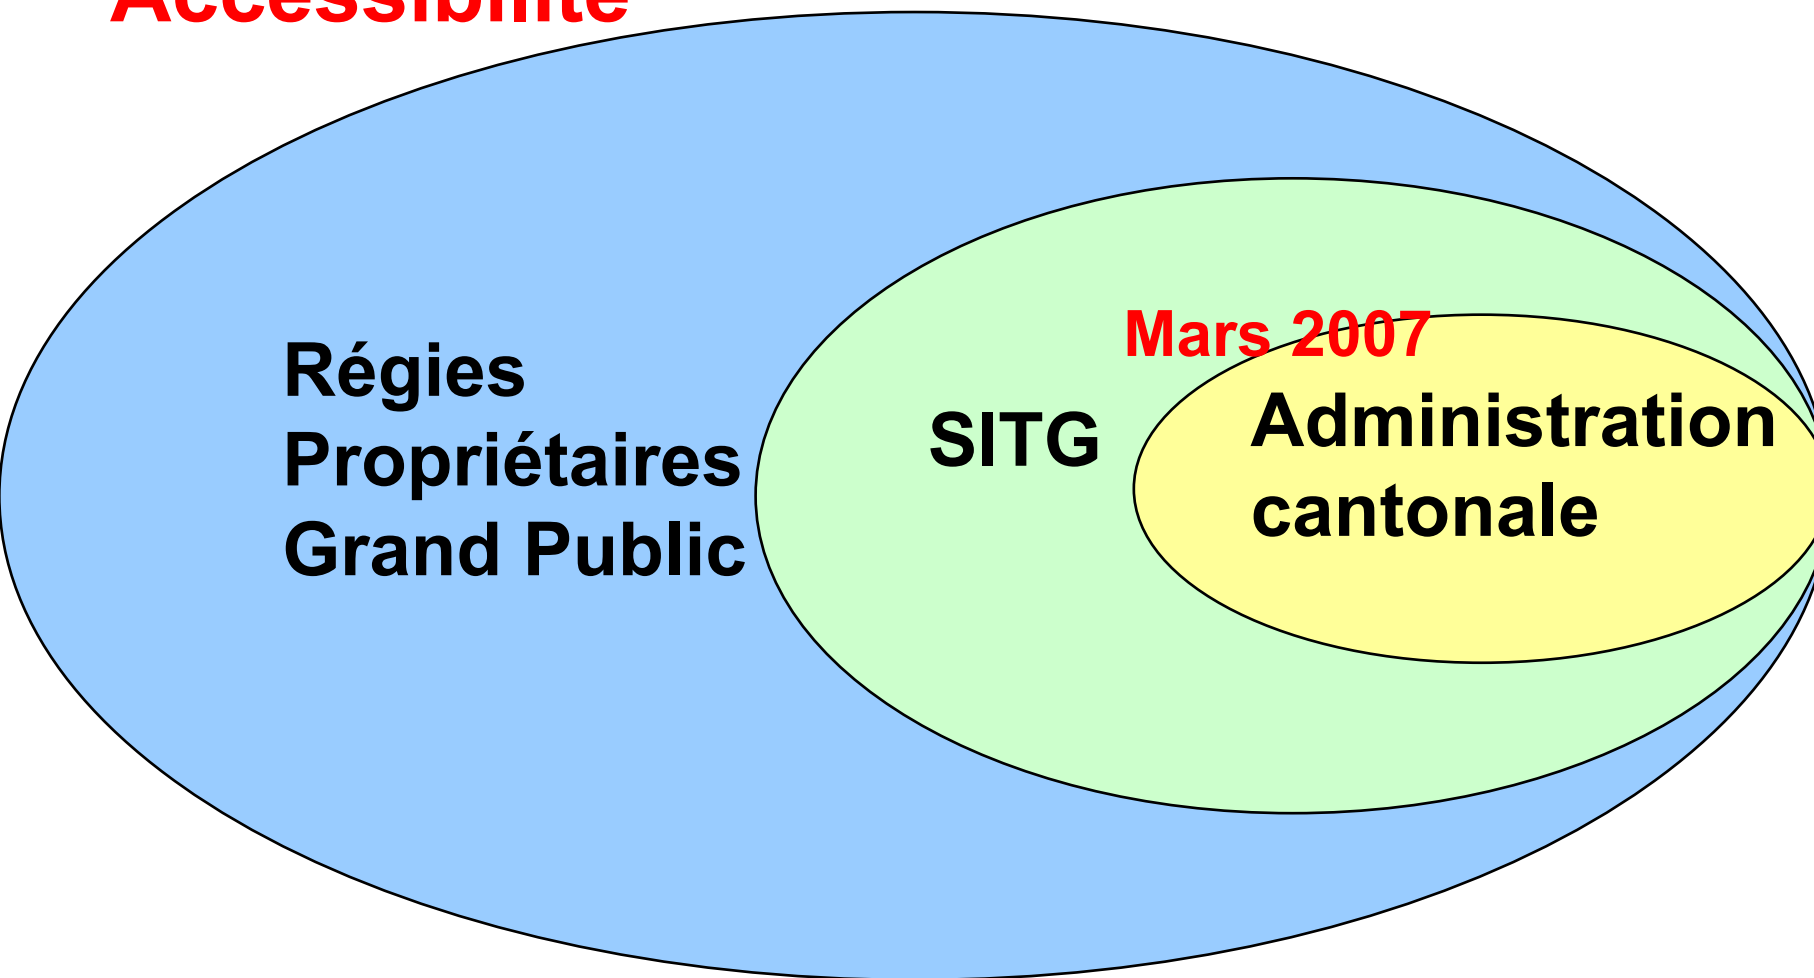 Accessibilité
Mars 2007
Régies
Propriétaires
Grand Public
SITG
Administration
cantonale